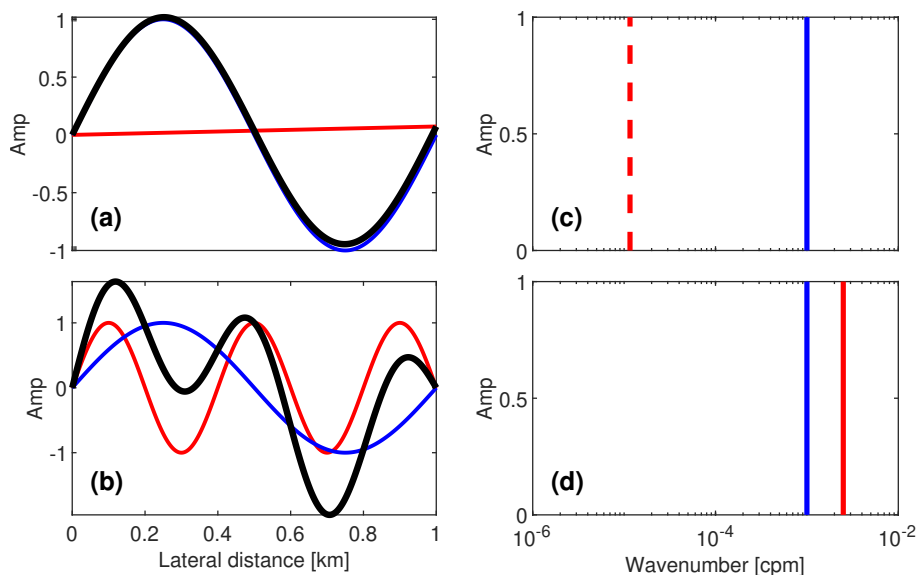 1
0.5
0
-0.5
-1
Amp
(a)
1
0.5
0
Amp
(c)
1
0
-1
Amp
(b)
0
0.2
0.4
0.6
0.8
1
Lateral distance [km]
1
0.5
0
Amp
(d)
10^-6
10^-4
10^-2
Wavenumber [cpm]